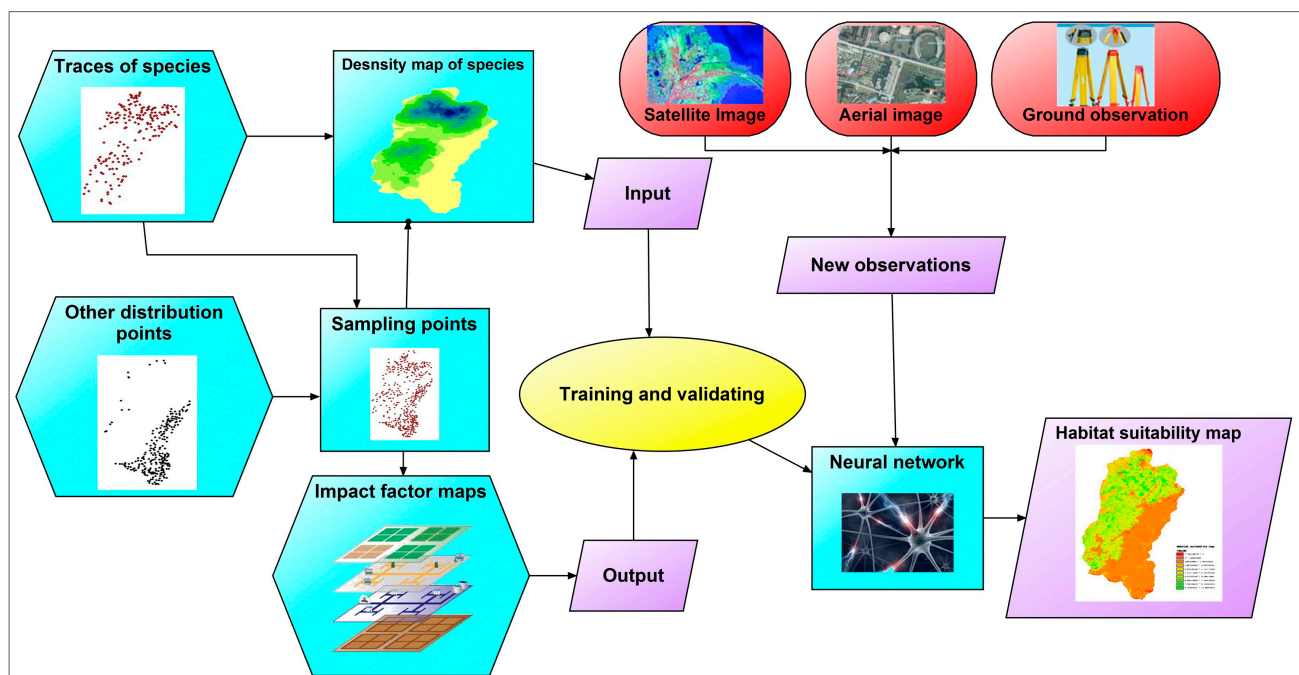 Traces of species
Desnsity map of species
Satellite Image
Aerial image
Ground observation
Input
New observations
Other distribution
points
Sampling points
Training and validating
Impact factor maps
Output
Neural network
Habitat suitability map